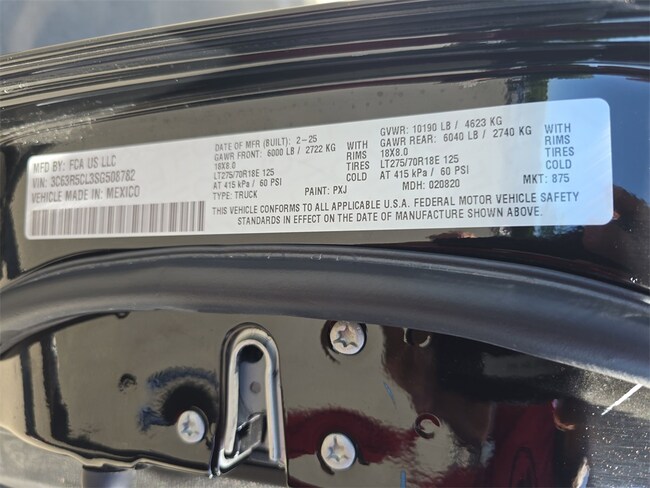 MFD BY: FCA US LLC
VIN: 3C63R5CL3SG508782
VEHICLE MADE IN: MEXICO
DATE OF MFR (BUILT): 2-25
GAWR FRONT: 6000 LB / 2722 KG WITH
18X8.0 RIMS
LT275/70R18E 125 TIRES
AT 415 kPa / 60 PSI COLD
TYPE: TRUCK PAINT: PXJ
GVWR: 10190 LB / 4623 KG
GAWR REAR: 6040 LB / 2740 KG WITH
18X8.0 RIMS
LT275/70R18E 125 TIRES
AT 415 kPa / 60 PSI COLD
MDH: 020820 MKT: 875
THIS VEHICLE CONFORMS TO ALL APPLICABLE U.S.A. FEDERAL MOTOR VEHICLE SAFETY
STANDARDS IN EFFECT ON THE DATE OF MANUFACTURE SHOWN ABOVE.